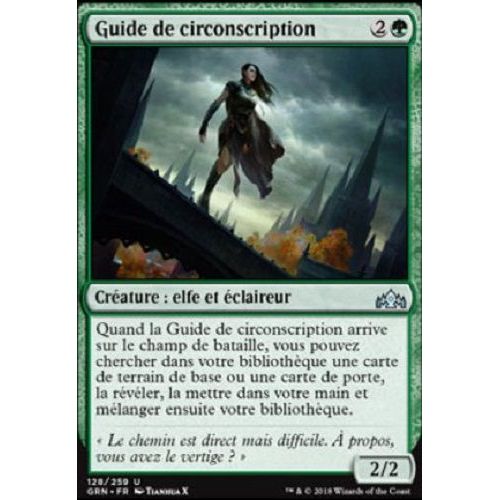 Guide de circonscription 2
Créature : elfe et éclaireur
Quand la Guide de circonscription arrive
sur le champ de bataille, vous pouvez
chercher dans votre bibliothèque une carte
de terrain de base ou une carte de porte,
la révéler, la mettre dans votre main et
mélanger ensuite votre bibliothèque.
« Le chemin est direct mais difficile. À propos,
vous avez le vertige ? »
2/2
128/259 U
GRN • FR Tianhua X
™ & © 2018 Wizards of the Coast